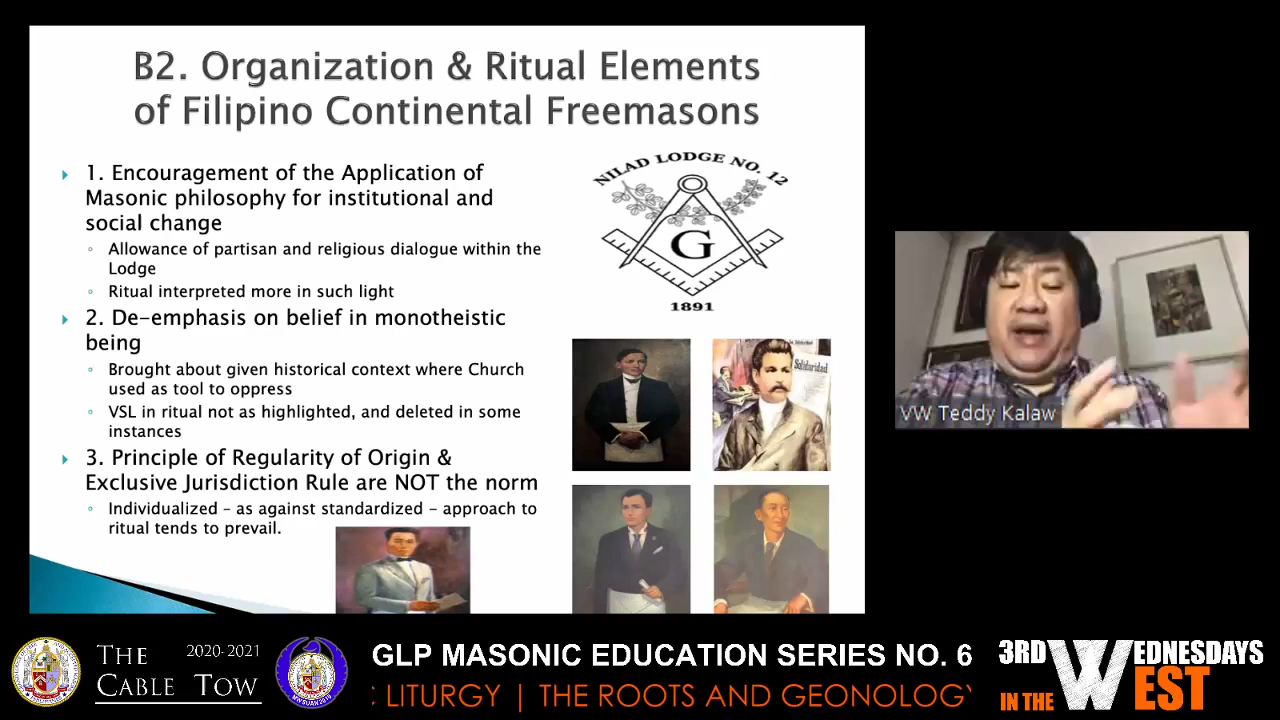 B2. Organization & Ritual Elements
of Filipino Continental Freemasons
1. Encouragement of the Application of
Masonic philosophy for institutional and
social change
Allowance of partisan and religious dialogue within the
Lodge
Ritual interpreted more in such light
2. De-emphasis on belief in monotheistic
being
Brought about given historical context where Church
used as tool to oppress
VSL in ritual not as highlighted, and deleted in some
instances
3. Principle of Regularity of Origin &
Exclusive Jurisdiction Rule are NOT the norm
Individualized – as against standardized – approach to
ritual tends to prevail.
NILAD LODGE NO. 12
G
1891
Solidaridad
VW Teddy Kalaw
THE
CABLE TOW
2020-2021
GLP MASONIC EDUCATION SERIES NO. 6
LITURGY | THE ROOTS AND GEONOLOGY
3RD WEDNESDAYS
IN THE WEST